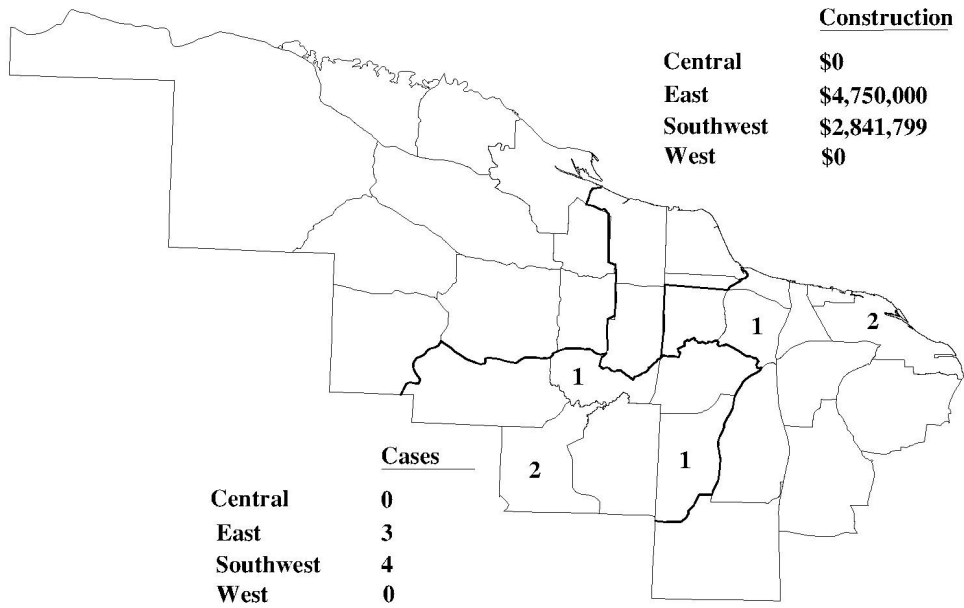 Construction
Central $0
East $4,750,000
Southwest $2,841,799
West $0
1
2
1
2
1
Cases
Central 0
East 3
Southwest 4
West 0